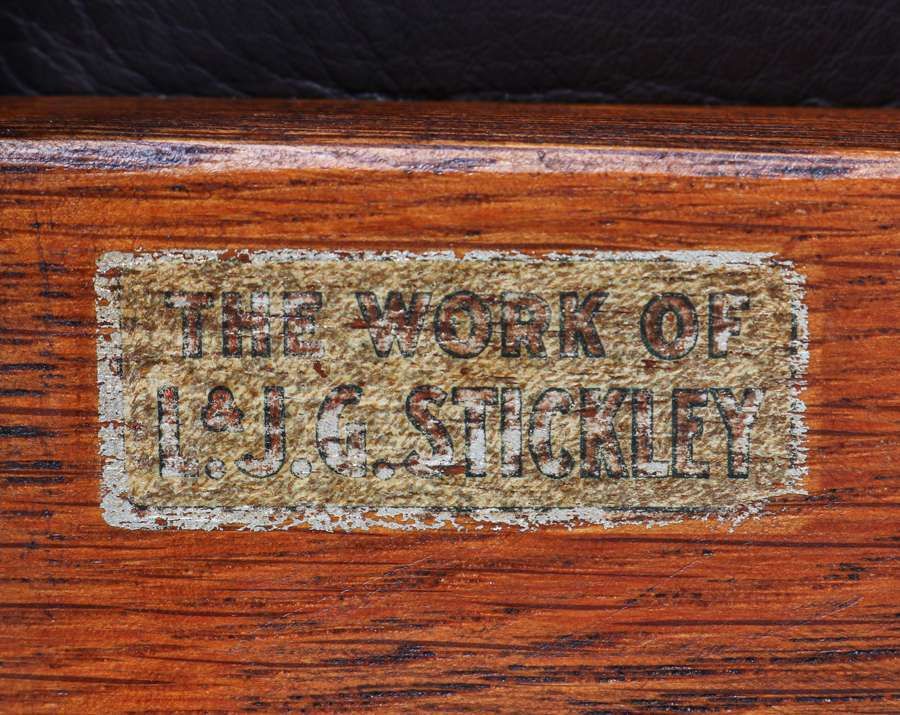 THE WORK OF
L. & J. G. STICKLEY